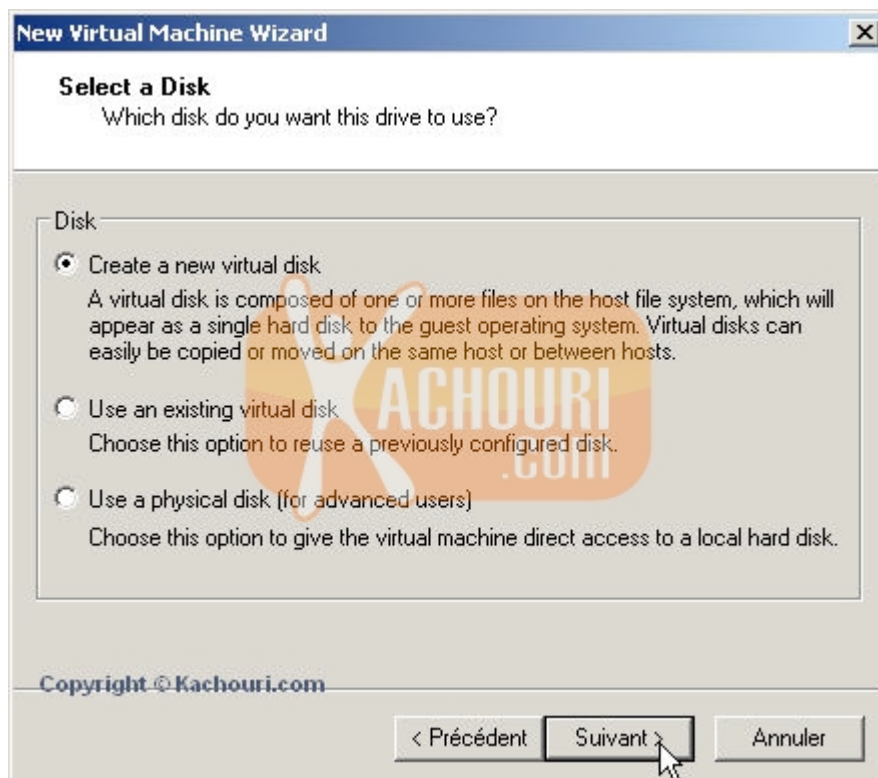 New Virtual Machine Wizard
Select a Disk
Which disk do you want this drive to use?
Disk
Create a new virtual disk
A virtual disk is composed of one or more files on the host file system, which will
appear as a single hard disk to the guest operating system. Virtual disks can
easily be copied or moved on the same host or between hosts.
Use an existing virtual disk
Choose this option to reuse a previously configured disk.
Use a physical disk (for advanced users)
Choose this option to give the virtual machine direct access to a local hard disk.
KACHOURI
.com
Copyright © Kachouri.com
< Précédent
Suivant >
Annuler